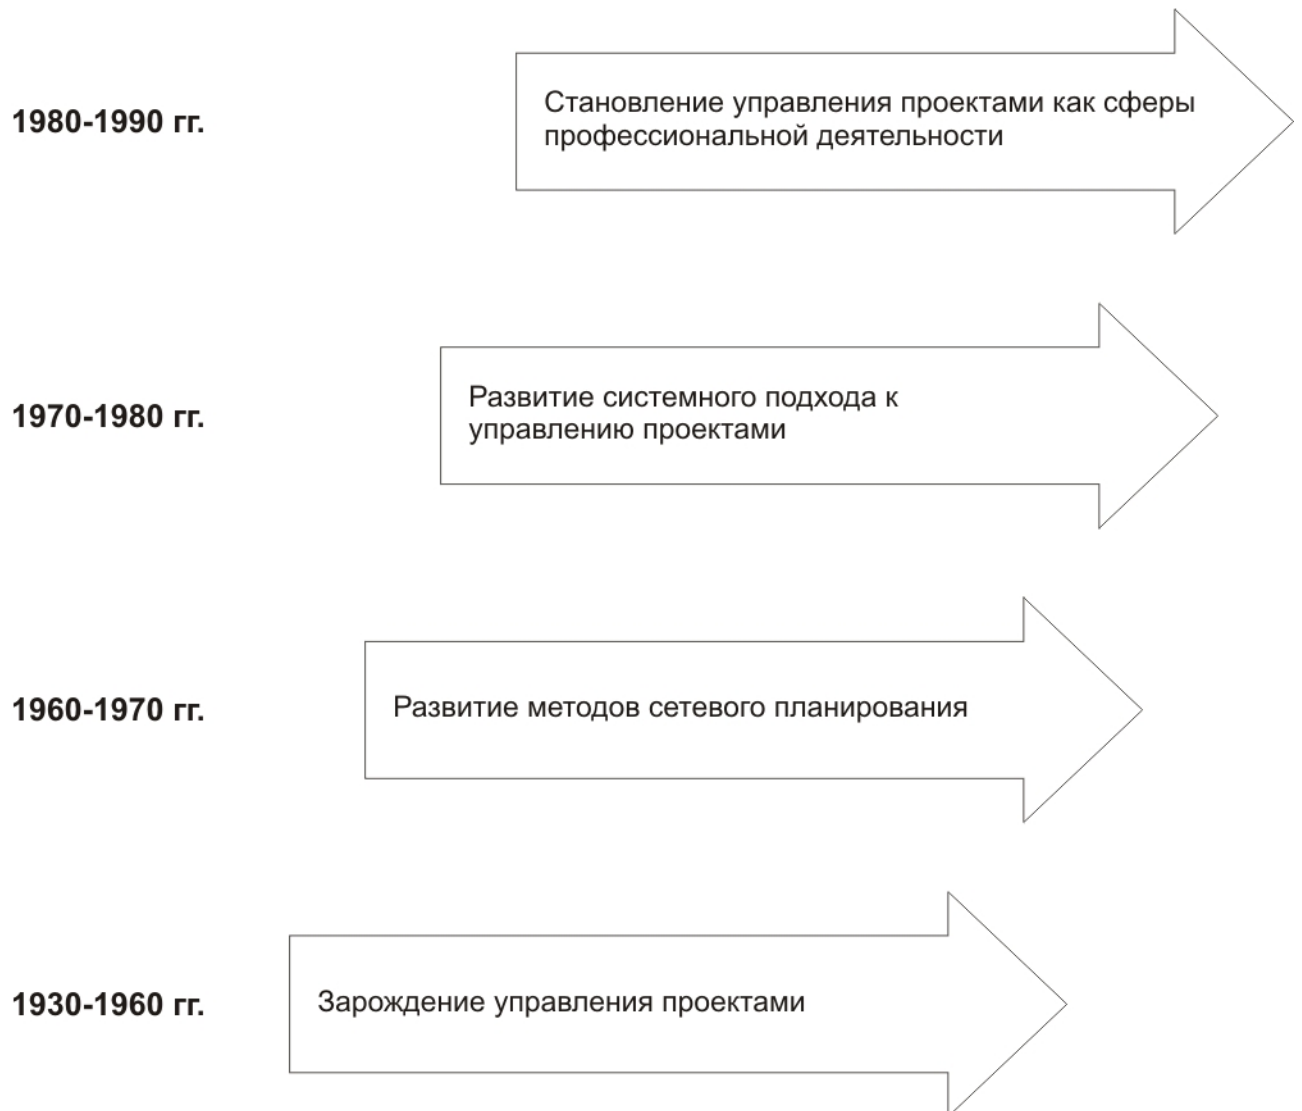 1980-1990 гг.
Становление управления проектами как сферы
профессиональной деятельности
1970-1980 гг.
Развитие системного подхода к
управлению проектами
1960-1970 гг.
Развитие методов сетевого планирования
1930-1960 гг.
Зарождение управления проектами